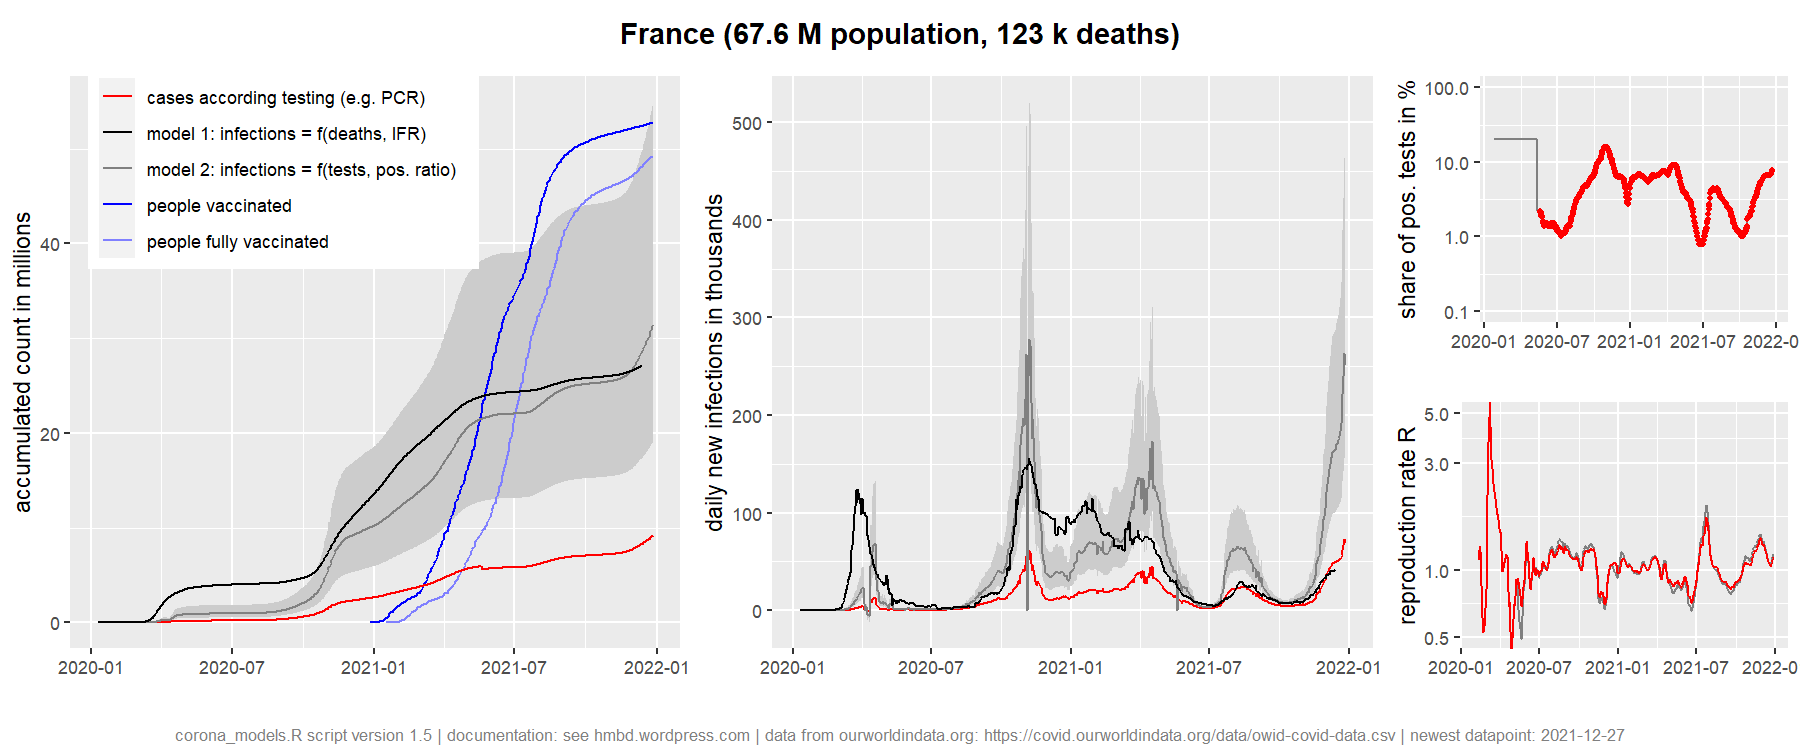 France (67.6 M population, 123 k deaths)
cases according testing (e.g. PCR)
model 1: infections = f(deaths, IFR)
model 2: infections = f(tests, pos. ratio)
people vaccinated
people fully vaccinated
accumulated count in millions
40
20
0
2020-01 2020-07 2021-01 2021-07 2022-01
daily new infections in thousands
500
400
300
200
100
0
2020-01 2020-07 2021-01 2021-07 2022-01
share of pos. tests in %
100.0
10.0
1.0
0.1
2020-01 2020-07 2021-01 2021-07 2022-0
reproduction rate R
5.0
3.0
1.0
0.5
2020-01 2020-07 2021-01 2021-07 2022-0
corona_models.R script version 1.5 | documentation: see hmbd.wordpress.com | data from ourworldindata.org: https://covid.ourworldindata.org/data/owid-covid-data.csv | newest datapoint: 2021-12-27